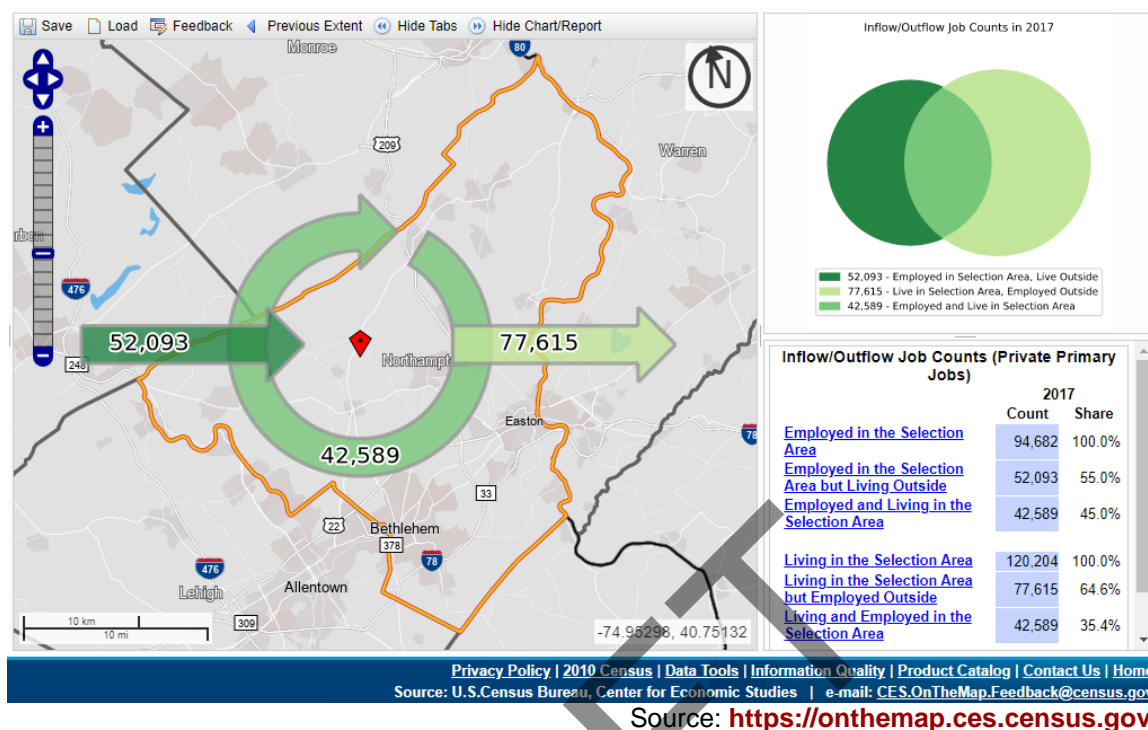 Save Load Feedback Previous Extent Hide Tabs Hide Chart/Report
Monroe
80
N
209
Warren
476
52,093
77,615
248
Northampt
Easton
78
42,589
33
22
Bethlehem
378
78
476
Lehigh
Allentown
309
10 km
10 mi
-74.95298, 40.75132
Inflow/Outflow Job Counts in 2017
52,093 - Employed in Selection Area, Live Outside
77,615 - Live in Selection Area, Employed Outside
42,589 - Employed and Live in Selection Area
Inflow/Outflow Job Counts (Private Primary
Jobs)
2017
Count Share
Employed in the Selection
Area 94,682 100.0%
Employed in the Selection
Area but Living Outside 52,093 55.0%
Employed and Living in the
Selection Area 42,589 45.0%
Living in the Selection Area 120,204 100.0%
Living in the Selection Area
but Employed Outside 77,615 64.6%
Living and Employed in the
Selection Area 42,589 35.4%
Privacy Policy | 2010 Census | Data Tools | Information Quality | Product Catalog | Contact Us | Home
Source: U.S.Census Bureau, Center for Economic Studies | e-mail: CES.OnTheMap.Feedback@census.gov
Source: https://onthemap.ces.census.gov